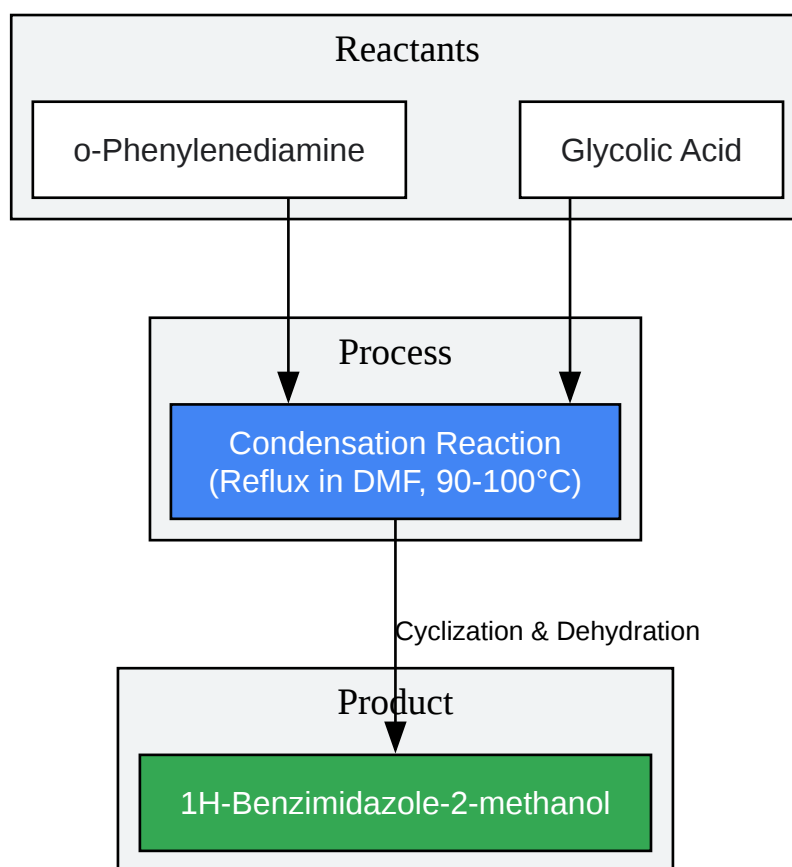 Reactants
o-Phenylenediamine
Glycolic Acid
Process
Condensation Reaction
(Reflux in DMF, 90-100°C)
Cyclization & Dehydration
Product
1H-Benzimidazole-2-methanol